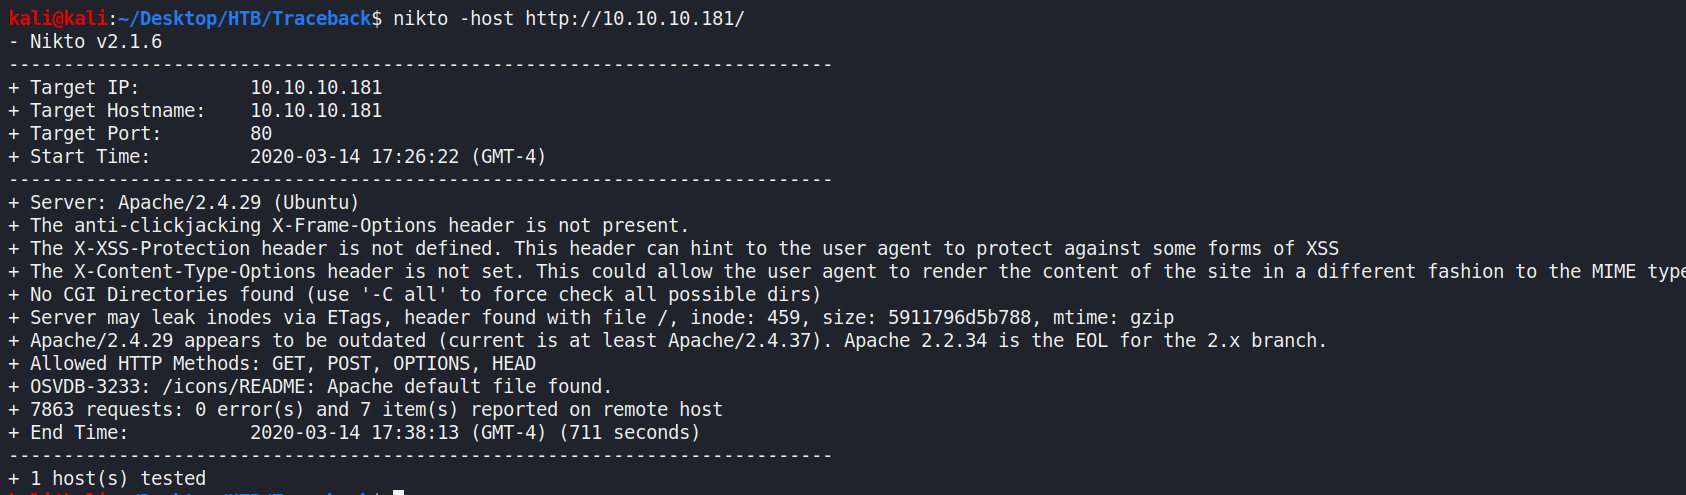 kali@kali:~/Desktop/HTB/Traceback$ nikto -host http://10.10.10.181/
- Nikto v2.1.6
---------------------------------------------------------------------------
+ Target IP:          10.10.10.181
+ Target Hostname:    10.10.10.181
+ Target Port:        80
+ Start Time:         2020-03-14 17:26:22 (GMT-4)
---------------------------------------------------------------------------
+ Server: Apache/2.4.29 (Ubuntu)
+ The anti-clickjacking X-Frame-Options header is not present.
+ The X-XSS-Protection header is not defined. This header can hint to the user agent to protect against some forms of XSS
+ The X-Content-Type-Options header is not set. This could allow the user agent to render the content of the site in a different fashion to the MIME type
+ No CGI Directories found (use '-C all' to force check all possible dirs)
+ Server may leak inodes via ETags, header found with file /, inode: 459, size: 5911796d5b788, mtime: gzip
+ Apache/2.4.29 appears to be outdated (current is at least Apache/2.4.37). Apache 2.2.34 is the EOL for the 2.x branch.
+ Allowed HTTP Methods: GET, POST, OPTIONS, HEAD
+ OSVDB-3233: /icons/README: Apache default file found.
+ 7863 requests: 0 error(s) and 7 item(s) reported on remote host
+ End Time:           2020-03-14 17:38:13 (GMT-4) (711 seconds)
---------------------------------------------------------------------------
+ 1 host(s) tested